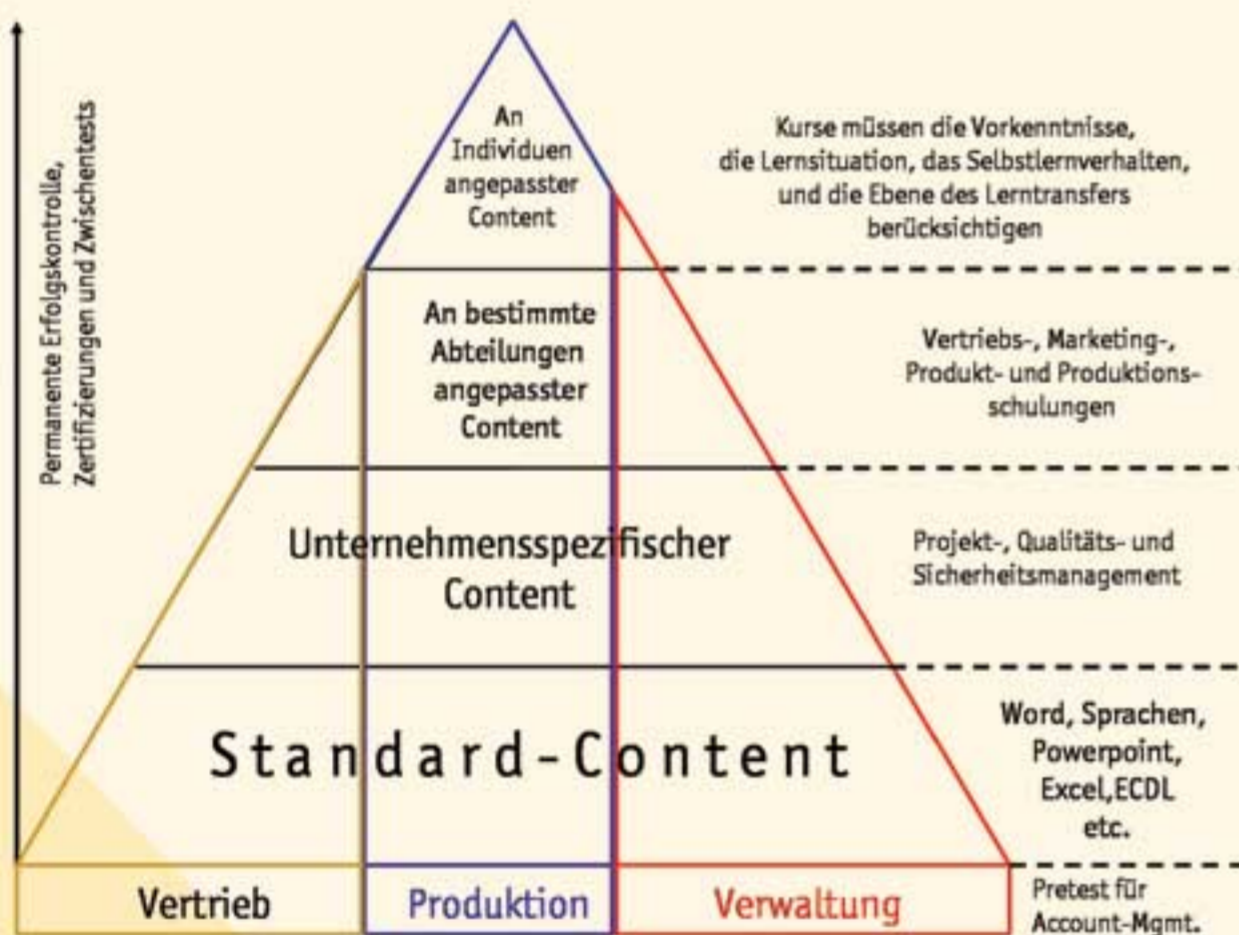 Permanente Erfolgskontrolle,
Zertifizierungen und Zwischentests
An
Individuen
angepasster
Content
Kurse müssen die Vorkenntnisse,
die Lernsituation, das Selbstlernverhalten,
und die Ebene des Lerntransfers
berücksichtigen
An bestimmte
Abteilungen
angepasster
Content
Vertriebs-, Marketing-,
Produkt- und Produktions-
schulungen
Unternehmensspezifischer
Content
Projekt-, Qualitäts- und
Sicherheitsmanagement
Standard-Content
Word, Sprachen,
Powerpoint,
Excel,ECDL
etc.
Vertrieb
Produktion
Verwaltung
Pretest für
Account-Mgmt.